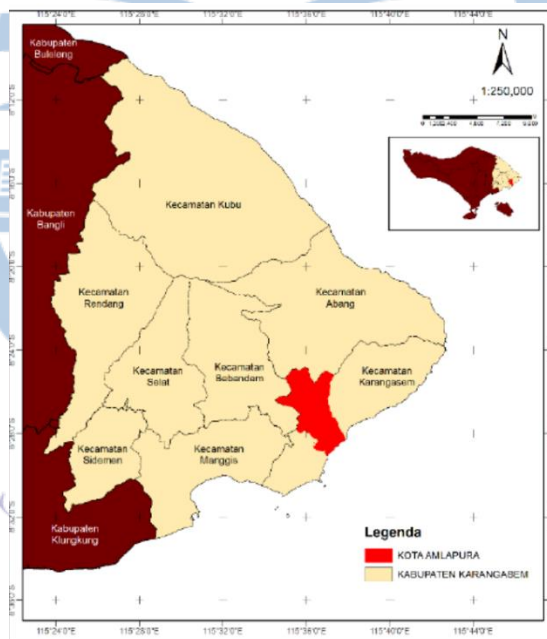 115°24'0"E 115°28'0"E 115°32'0"E 115°36'0"E 115°40'0"E 115°44'0"E
Kabupaten
Buleleng
N
1:250,000
Kecamatan Kubu
Kabupaten
Bangli
Kecamatan
Rendang
Kecamatan
Abang
Kecamatan
Selat
Kecamatan
Bebandem
Kecamatan
Karangasem
Kecamatan
Sidemen
Kecamatan
Manggis
Kabupaten
Klungkung
Legenda
KOTA AMLAPURA
KABUPATEN KARANGASEM
115°24'0"E 115°28'0"E 115°32'0"E 115°36'0"E 115°40'0"E 115°44'0"E